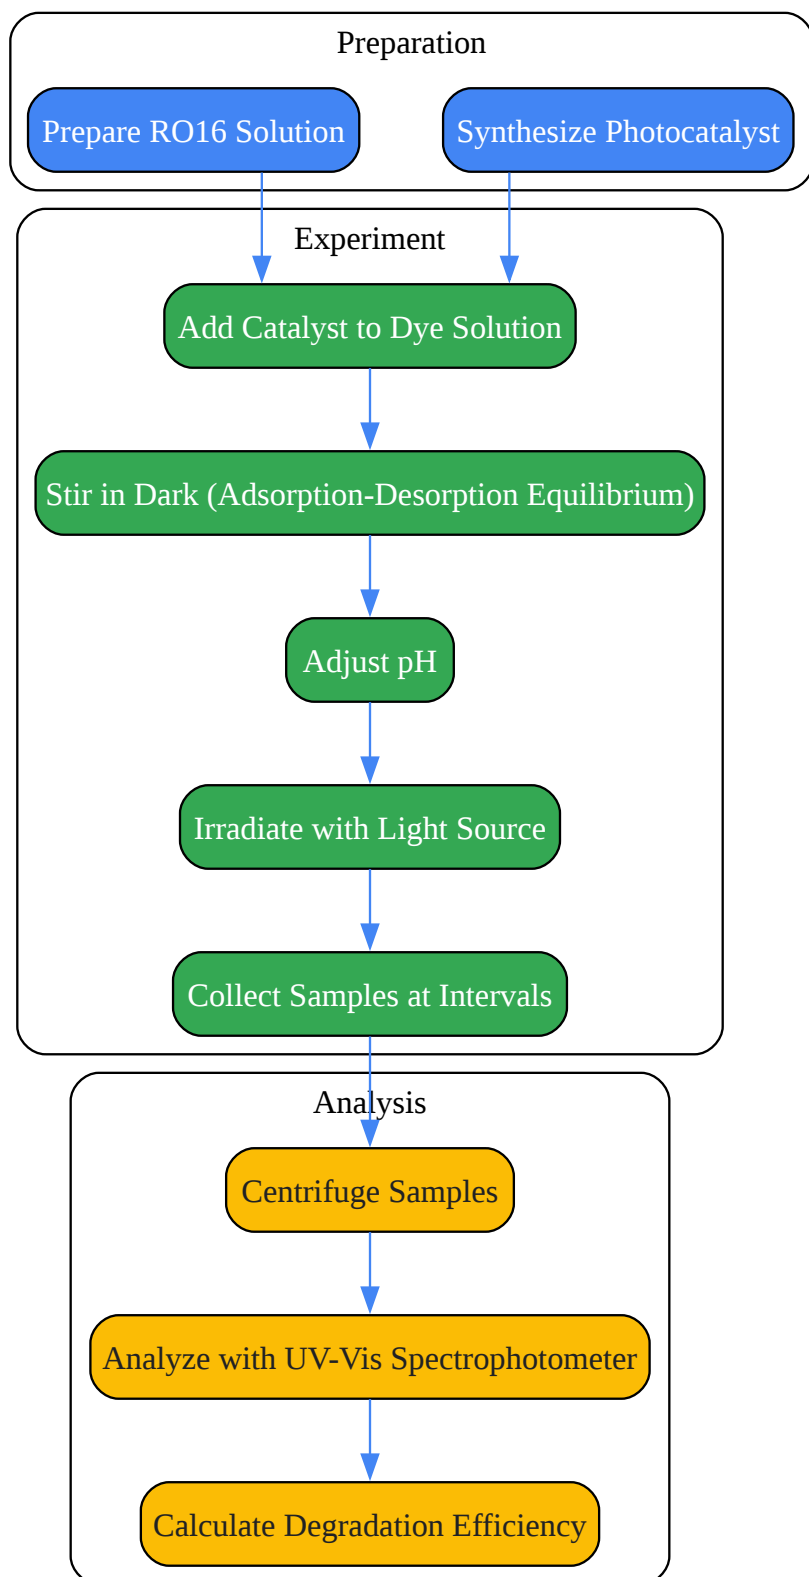 Preparation
Prepare RO16 Solution
Synthesize Photocatalyst
Experiment
Add Catalyst to Dye Solution
Stir in Dark (Adsorption-Desorption Equilibrium)
Adjust pH
Irradiate with Light Source
Collect Samples at Intervals
Analysis
Centrifuge Samples
Analyze with UV-Vis Spectrophotometer
Calculate Degradation Efficiency